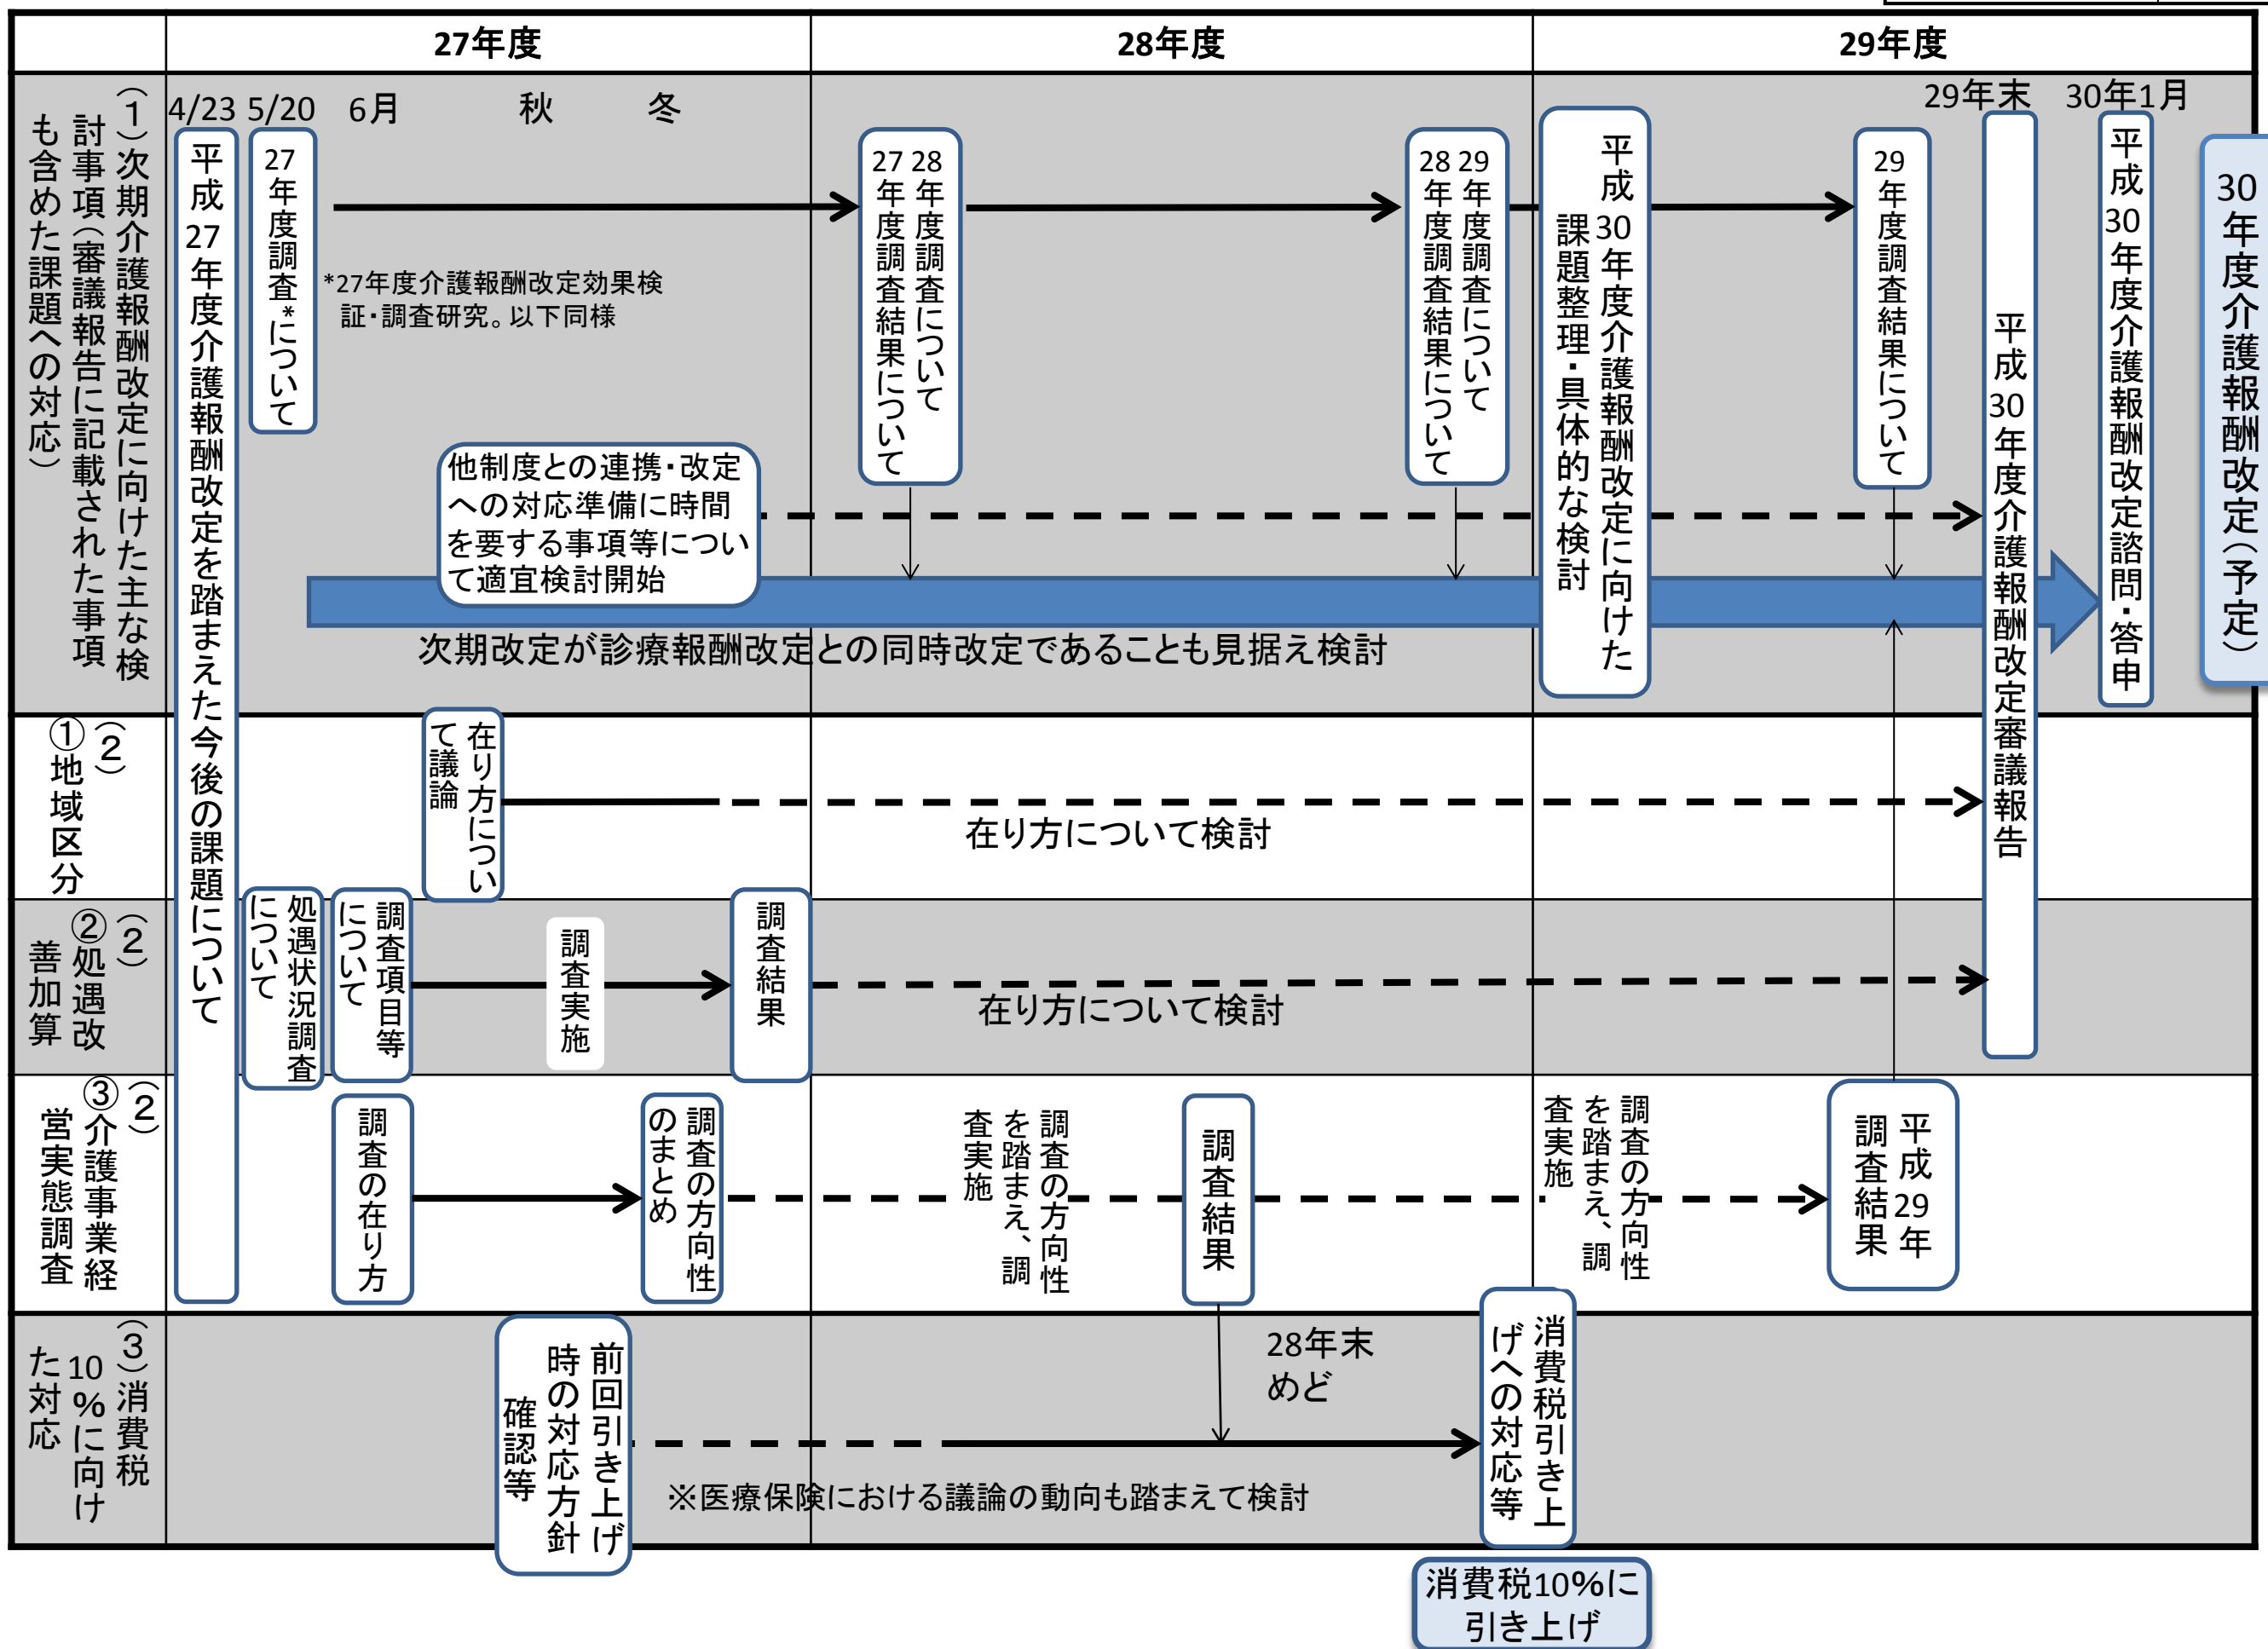 27年度
28年度
29年度
（１）次期介護報酬改定に向けた主な検
討事項（審議報告に記載された事項
も含めた課題への対応）
4/23
5/20
6月
秋
冬
29年末
30年1月
平成27年度介護報酬改定を踏まえた今後の課題について
27年度調査*について
*27年度介護報酬改定効果検
証・調査研究。以下同様
28年度調査について
27年度調査結果について
29年度調査について
28年度調査結果について
平成30年度介護報酬改定に向けた
課題整理・具体的な検討
29年度調査結果について
平成30年度介護報酬改定審議報告
平成30年度介護報酬改定諮問・答申
30年度介護報酬改定（予定）
他制度との連携・改定
への対応準備に時間
を要する事項等につい
て適宜検討開始
次期改定が診療報酬改定との同時改定であることも見据え検討
（２）
①地域区分
在り方につい
て議論
在り方について検討
（２）
②処遇改
善加算
処遇状況調査
について
調査項目等
について
調査実施
調査結果
在り方について検討
（２）
③介護事業経
営実態調査
調査の在り方
調査の方向性
のまとめ
調査の方向性
を踏まえ、調
査実施
調査結果
調査の方向性
を踏まえ、調
査実施
平成29年
調査結果
（３）消費税
10%に向け
た対応
前回引き上げ
時の対応方針
確認等
28年末
めど
※医療保険における議論の動向も踏まえて検討
消費税引き上
げへの対応等
消費税10%に
引き上げ